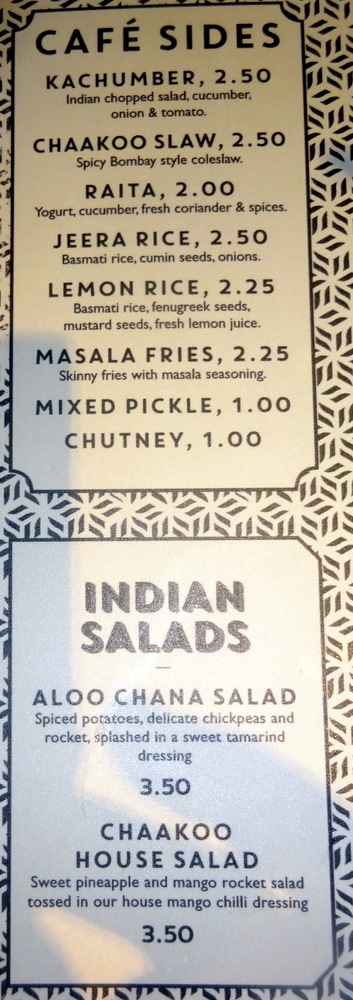 CAFÉ SIDES
KACHUMBER, 2.50
Indian chopped salad, cucumber,
onion & tomato.
CHAAKOO SLAW, 2.50
Spicy Bombay style coleslaw.
RAITA, 2.00
Yogurt, cucumber, fresh coriander & spices.
JEERA RICE, 2.50
Basmati rice, cumin seeds, onions.
LEMON RICE, 2.25
Basmati rice, fenugreek seeds,
mustard seeds, fresh lemon juice.
MASALA FRIES, 2.25
Skinny fries with masala seasoning.
MIXED PICKLE, 1.00
CHUTNEY, 1.00
INDIAN
SALADS
ALOO CHANA SALAD
Spiced potatoes, delicate chickpeas and
rocket, splashed in a sweet tamarind
dressing
3.50
CHAAKOO
HOUSE SALAD
Sweet pineapple and mango rocket salad
tossed in our house mango chilli dressing
3.50